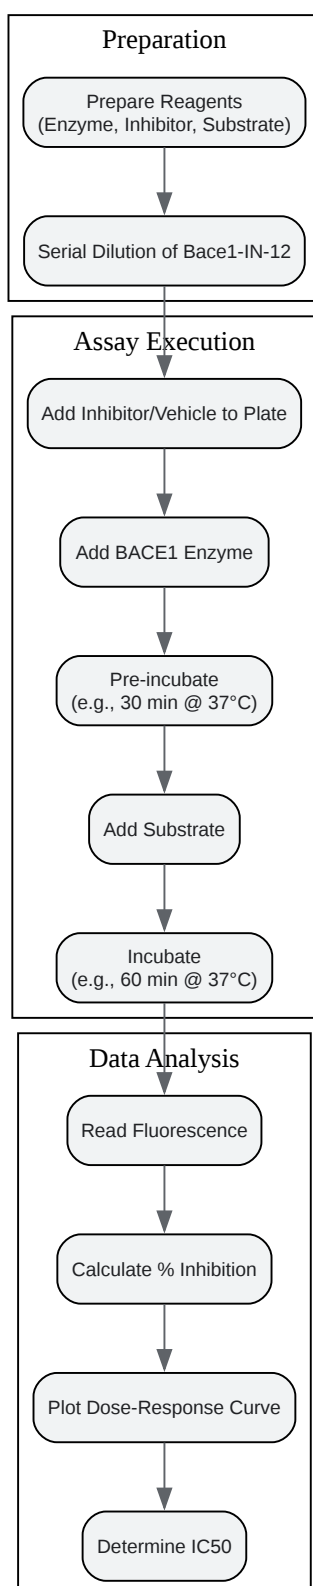 Preparation
Prepare Reagents
(Enzyme, Inhibitor, Substrate)
Serial Dilution of Bace1-IN-12
Assay Execution
Add Inhibitor/Vehicle to Plate
Add BACE1 Enzyme
Pre-incubate
(e.g., 30 min @ 37°C)
Add Substrate
Incubate
(e.g., 60 min @ 37°C)
Data Analysis
Read Fluorescence
Calculate % Inhibition
Plot Dose-Response Curve
Determine IC50